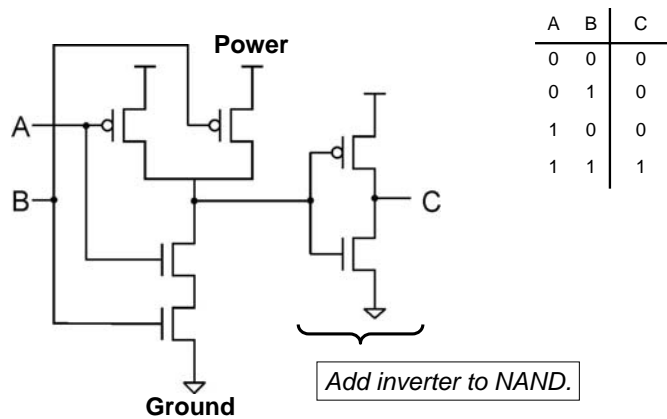 Power
A
B
C
Ground
Add inverter to NAND.
A B C
0 0 0
0 1 0
1 0 0
1 1 1